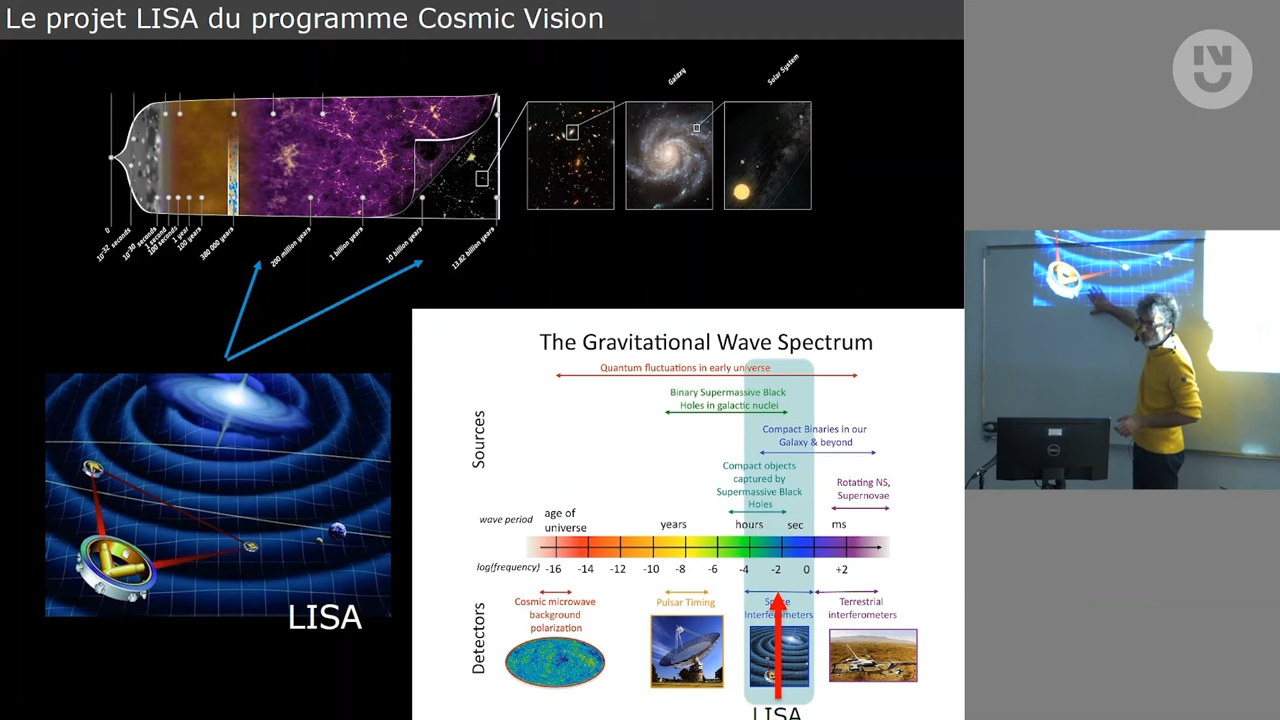 Le projet LISA du programme Cosmic Vision
Galaxy
Solar System
0
10⁻³² seconds
10⁻³⁰ seconds
1 second
100 seconds
1 year
100 years
380 000 years
200 million years
1 billion years
10 billion years
13.82 billion years
LISA
The Gravitational Wave Spectrum
Quantum fluctuations in early universe
Binary Supermassive Black
Holes in galactic nuclei
Compact Binaries in our
Galaxy & beyond
Compact objects
captured by
Supermassive Black
Holes
Rotating NS,
Supernovae
Sources
wave period
age of
universe
years
hours
sec
ms
log(frequency)
-16 -14 -12 -10 -8 -6 -4 -2 0 +2
Detectors
Cosmic microwave
background
polarization
Pulsar Timing
Space
Interferometers
Terrestrial
interferometers
LISA
DELL